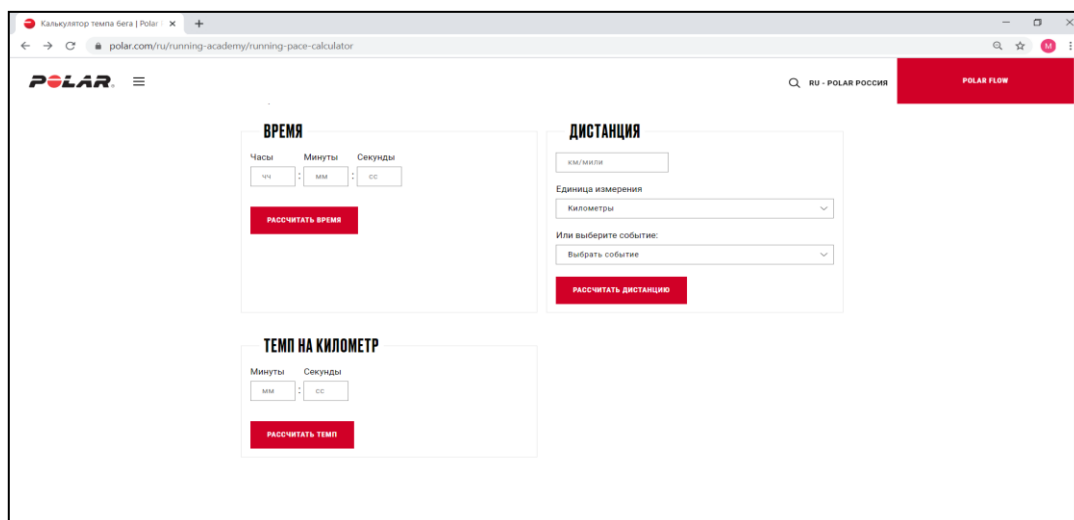 Калькулятор темпа бега | Polar
polar.com/ru/running-academy/running-pace-calculator
M
POLAR.
RU - POLAR РОССИЯ
POLAR FLOW
ВРЕМЯ
Часы Минуты Секунды
чч : мм : сс
РАССЧИТАТЬ ВРЕМЯ
ДИСТАНЦИЯ
км/мили
Единица измерения
Километры
Или выберите событие:
Выбрать событие
РАССЧИТАТЬ ДИСТАНЦИЮ
ТЕМП НА КИЛОМЕТР
Минуты Секунды
мм : сс
РАССЧИТАТЬ ТЕМП